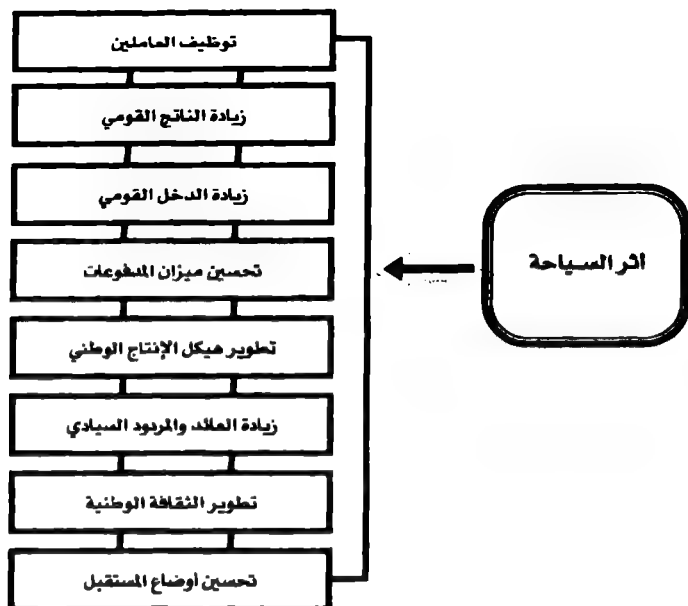 أثر السياحة
توظيف العاملين
زيادة الناتج القومي
زيادة الدخل القومي
تحسين ميزان المدفوعات
تطوير هيكل الإنتاج الوطني
زيادة العائد والمردود السيادي
تطوير الثقافة الوطنية
تحسين أوضاع المستقبل